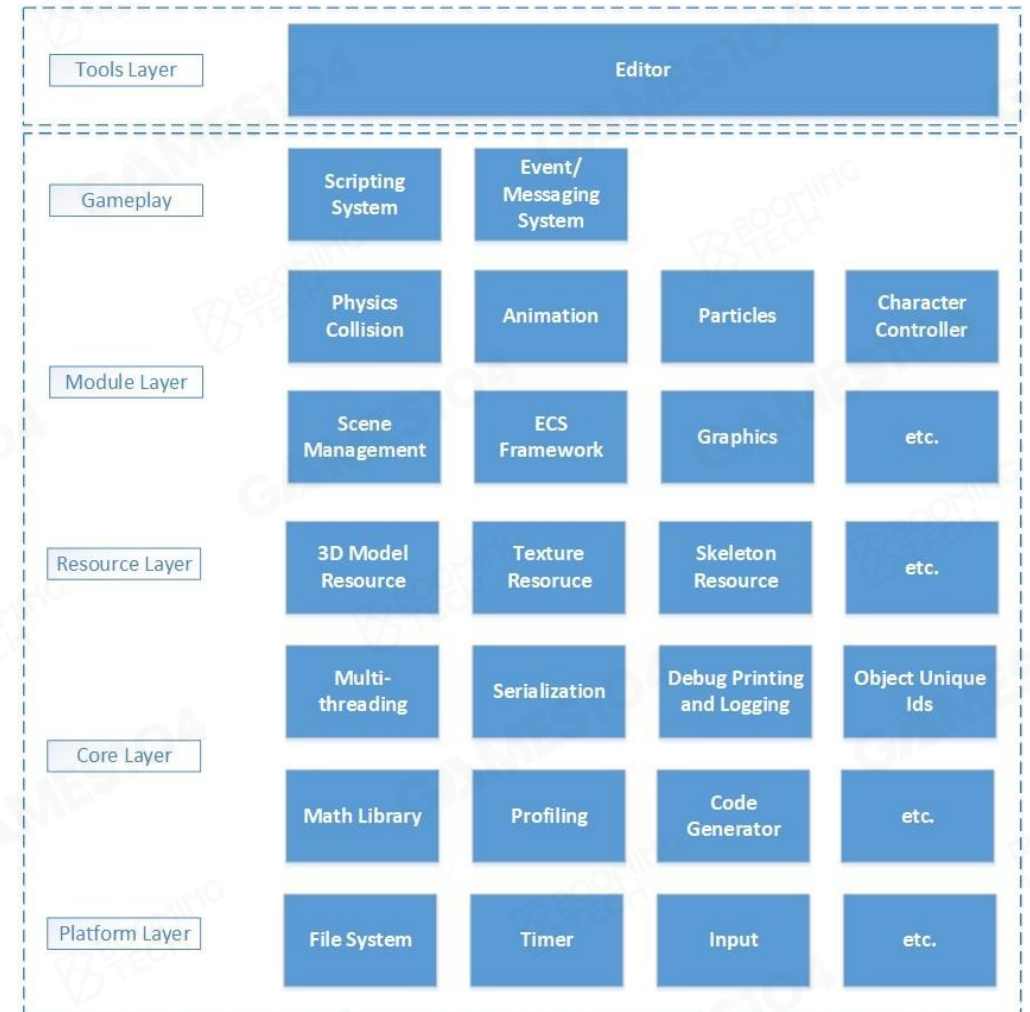 Tools Layer
Editor
Gameplay
Scripting
System
Event/
Messaging
System
Module Layer
Physics
Collision
Animation
Particles
Character
Controller
Scene
Management
ECS
Framework
Graphics
etc.
Resource Layer
3D Model
Resource
Texture
Resoruce
Skeleton
Resource
etc.
Core Layer
Multi-
threading
Serialization
Debug Printing
and Logging
Object Unique
Ids
Math Library
Profiling
Code
Generator
etc.
Platform Layer
File System
Timer
Input
etc.
GAMES104
BOOMING
TECH